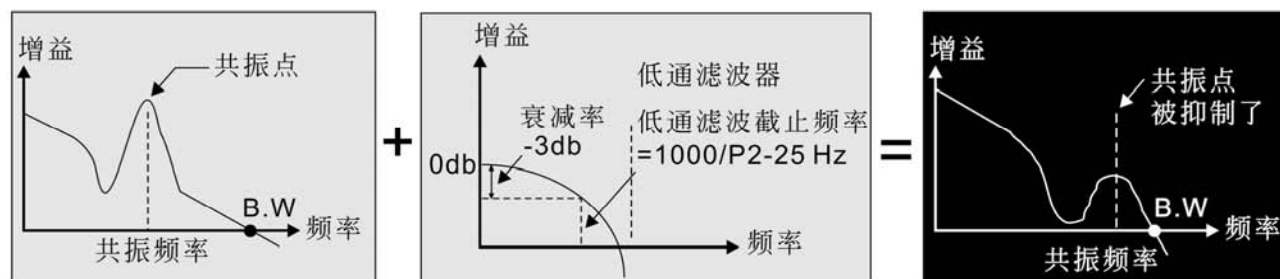 增益
共振点
B.W
频率
共振频率
+
增益
低通滤波器
衰减率
-3db
低通滤波截止频率
=1000/P2-25 Hz
0db
频率
=
增益
共振点
被抑制了
B.W
频率
共振频率